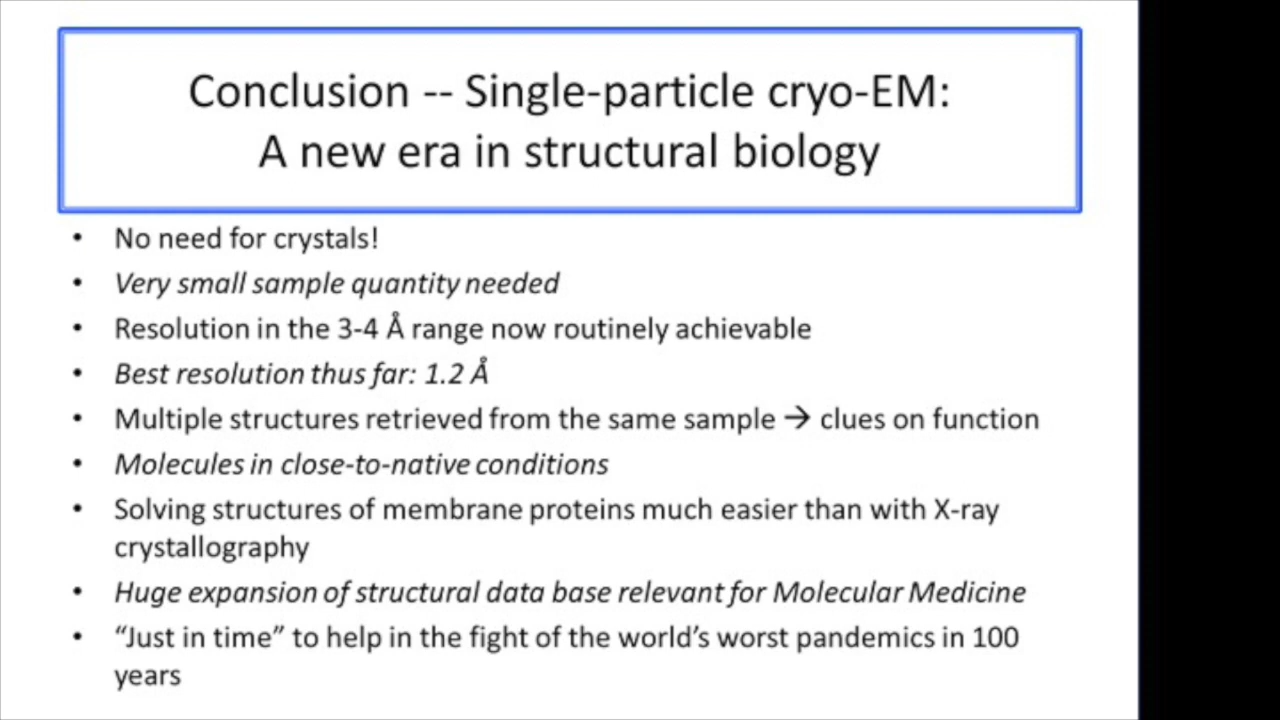 Conclusion -- Single-particle cryo-EM:
A new era in structural biology
• No need for crystals!
• Very small sample quantity needed
• Resolution in the 3-4 Å range now routinely achievable
• Best resolution thus far: 1.2 Å
• Multiple structures retrieved from the same sample → clues on function
• Molecules in close-to-native conditions
• Solving structures of membrane proteins much easier than with X-ray
crystallography
• Huge expansion of structural data base relevant for Molecular Medicine
• “Just in time” to help in the fight of the world’s worst pandemics in 100
years